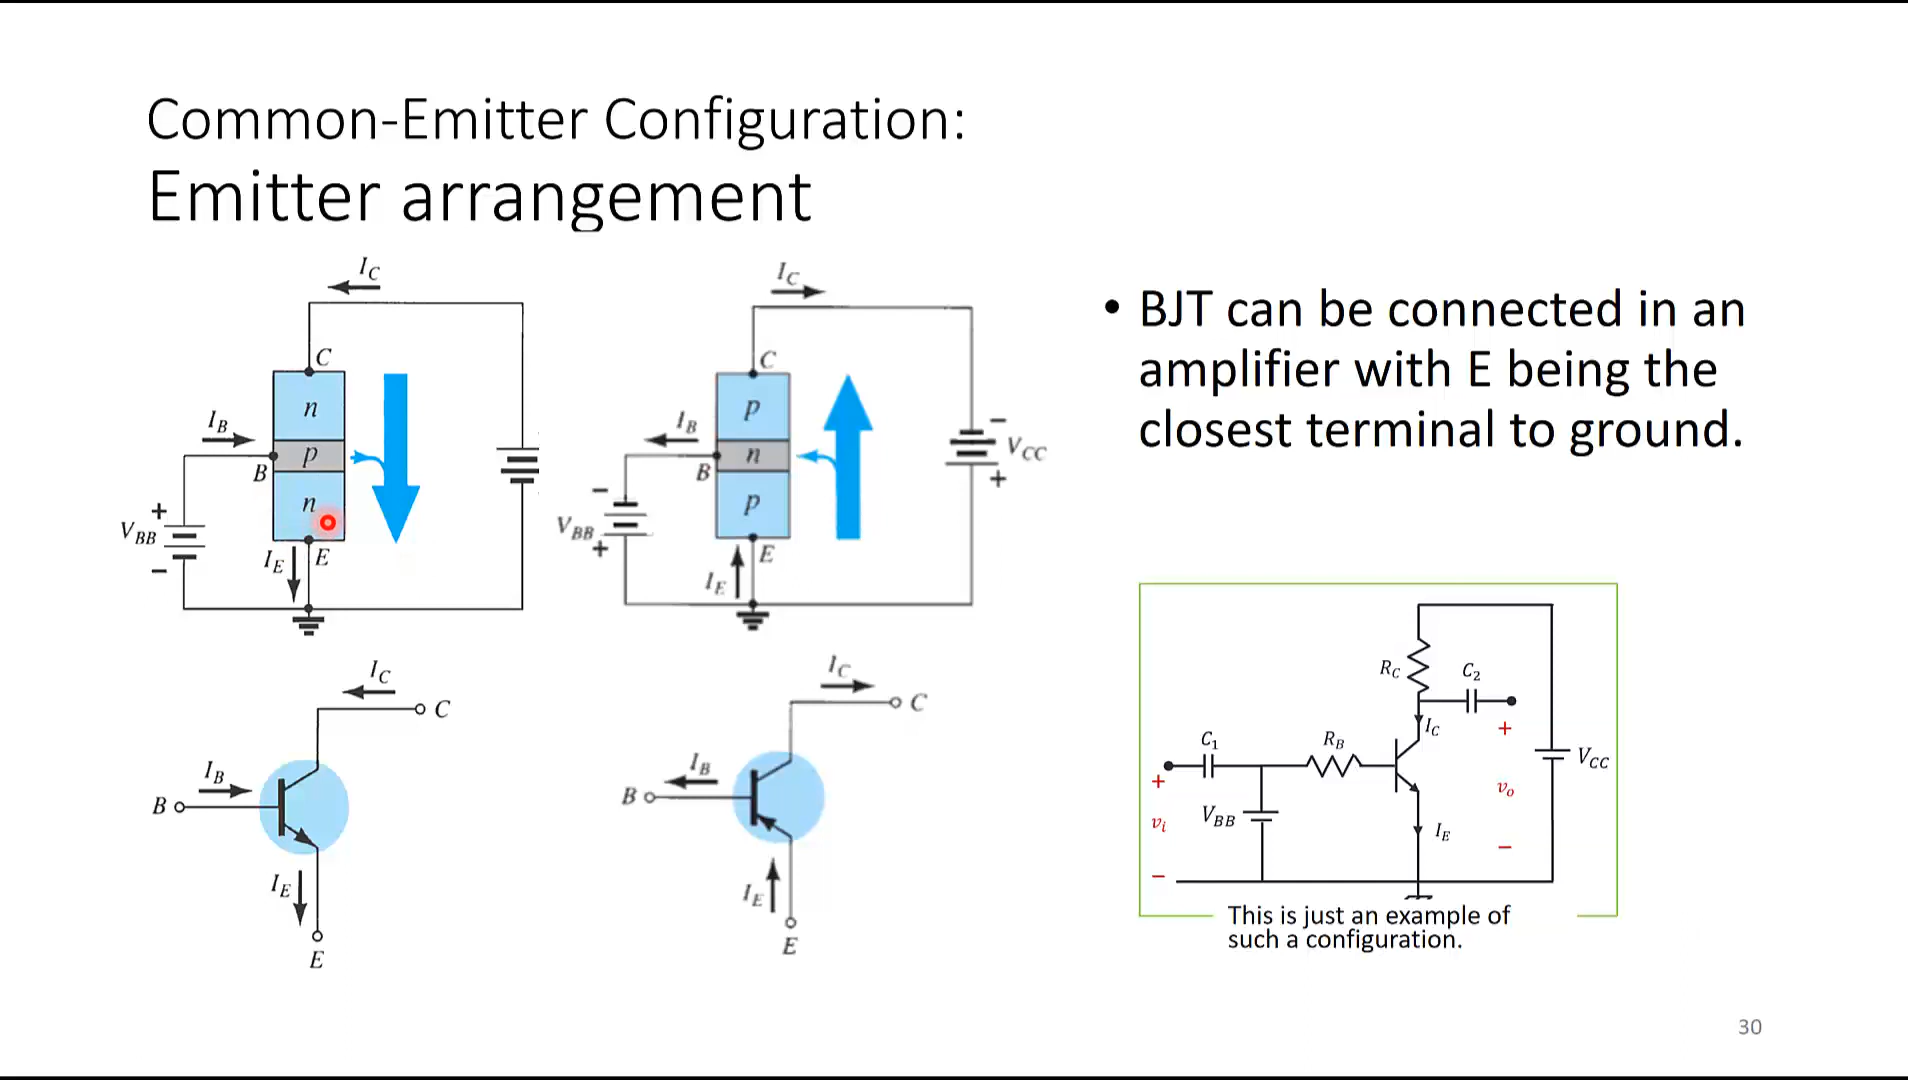 Common-Emitter Configuration:
Emitter arrangement
• BJT can be connected in an
amplifier with E being the
closest terminal to ground.
I_C
C
n
I_B
p
B
n
+
V_BB
−
I_E
E
I_C
C
p
I_B
n
B
p
−
V_BB
+
−
V_CC
+
E
I_E
I_C
C
I_B
B
I_E
E
I_C
C
I_B
B
I_E
E
R_C
C_2
I_C
+
C_1
R_B
V_CC
+
v_o
V_BB
v_i
I_E
−
−
This is just an example of
such a configuration.
30